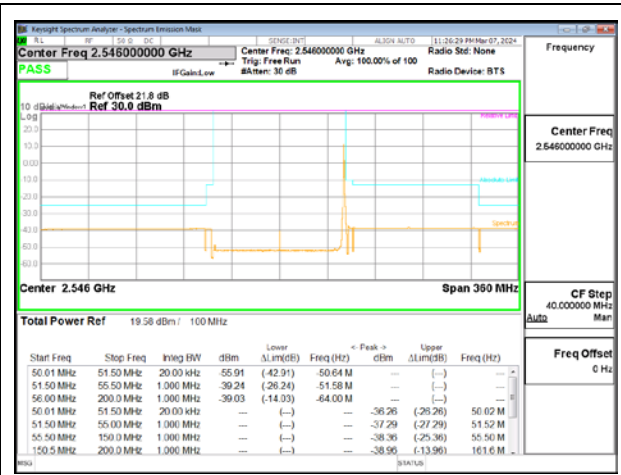 Keysight Spectrum Analyzer - Spectrum Emission Mask
RL RF 50 Ω DC SENSE:INT ALIGN AUTO 11:26:29 PM Mar 07, 2024
Center Freq 2.546000000 GHz
Center Freq: 2.546000000 GHz
Radio Std: None
Trig: Free Run
Avg: 100.00% of 100
PASS
IFGain:Low
#Atten: 30 dB
Radio Device: BTS
Frequency
Ref Offset 21.8 dB
10 dB/
Ref 30.0 dBm
Log
Relative Limit
20.0
10.0
0.00
Absolute Limit
Spectrum
Center 2.546 GHz
Span 360 MHz
Center Freq
2.546000000 GHz
CF Step
40.000000 MHz
Auto Man
Freq Offset
0 Hz
Total Power Ref 19.58 dBm / 100 MHz
Lower <- Peak -> Upper
Start Freq Stop Freq Integ BW dBm ΔLim(dB) Freq (Hz) dBm ΔLim(dB) Freq (Hz)
50.01 MHz 51.50 MHz 20.00 kHz -55.91 (-42.91) -50.64 M --- (---)
51.50 MHz 55.50 MHz 1.000 MHz -39.24 (-26.24) -51.58 M --- (---)
56.00 MHz 200.0 MHz 1.000 MHz -39.03 (-14.03) -64.00 M --- (---)
50.01 MHz 51.50 MHz 20.00 kHz --- (---) --- -36.26 (-26.26) 50.02 M
51.50 MHz 55.00 MHz 1.000 MHz --- (---) --- -37.29 (-27.29) 51.52 M
55.50 MHz 150.0 MHz 1.000 MHz --- (---) --- -38.36 (-25.36) 55.50 M
150.5 MHz 200.0 MHz 1.000 MHz --- (---) --- -38.96 (-13.96) 161.6 M
MSG STATUS